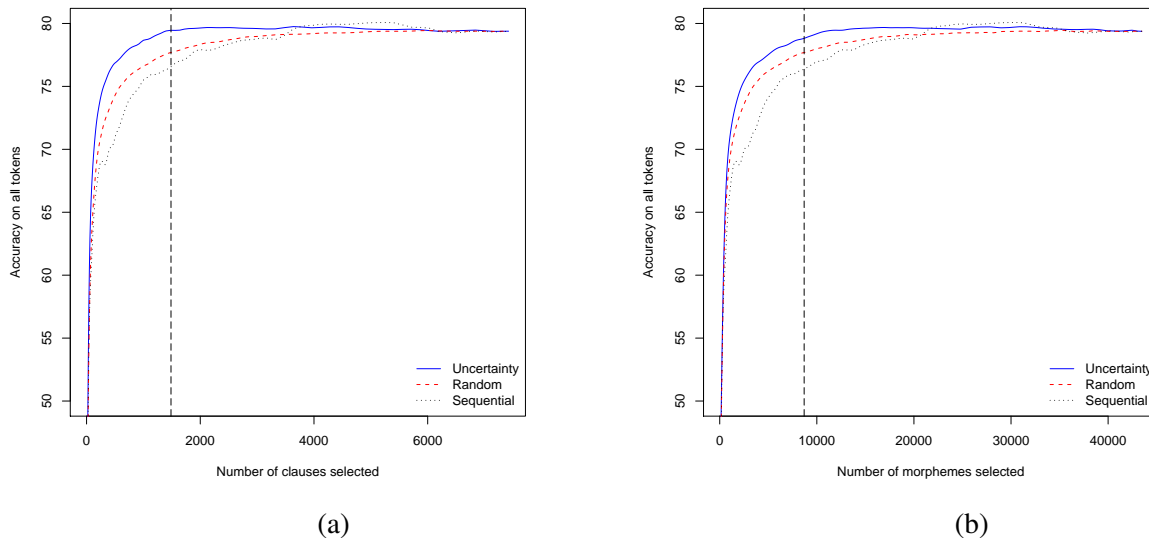 80
75
70
65
60
55
50
Accuracy on all tokens
Uncertainty
Random
Sequential
0 2000 4000 6000
Number of clauses selected
(a)
80
75
70
65
60
55
50
Accuracy on all tokens
Uncertainty
Random
Sequential
0 10000 20000 30000 40000
Number of morphemes selected
(b)